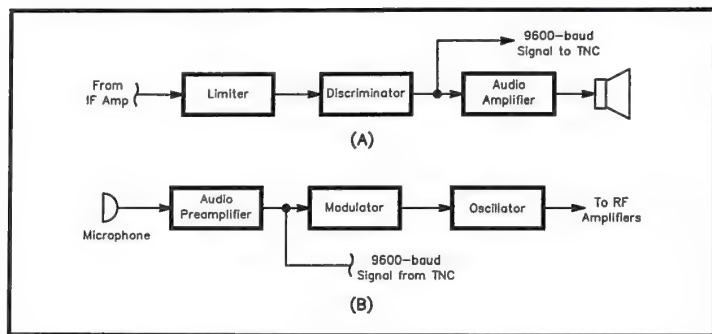 9600-baud
Signal to TNC
From
IF Amp
Limiter
Discriminator
Audio
Amplifier
(A)
Microphone
Audio
Preamplifier
Modulator
Oscillator
To RF
Amplifiers
9600-baud
Signal from TNC
(B)